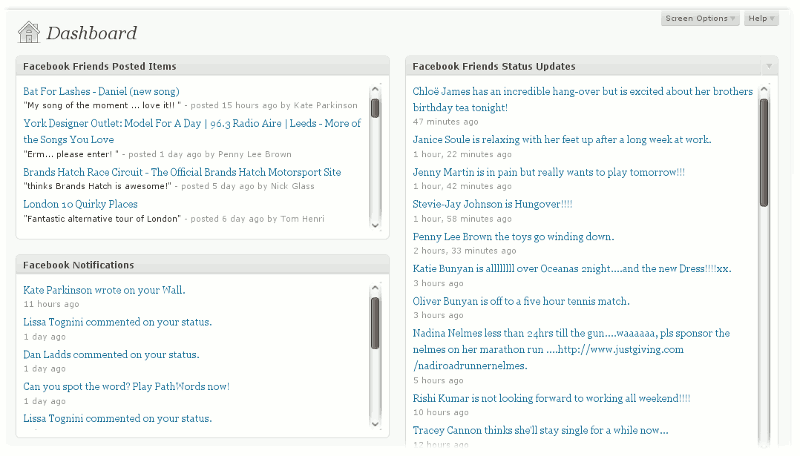 Screen Options
Help
Dashboard
Facebook Friends Posted Items
Bat For Lashes - Daniel (new song)
"My song of the moment ... love it!! " - posted 15 hours ago by Kate Parkinson
York Designer Outlet: Model For A Day | 96.3 Radio Aire | Leeds - More of
the Songs You Love
"Erm... please enter! " - posted 1 day ago by Penny Lee Brown
Brands Hatch Race Circuit - The Official Brands Hatch Motorsport Site
"thinks Brands Hatch is awesome!" - posted 5 day ago by Nick Glass
London 10 Quirky Places
"Fantastic alternative tour of London" - posted 6 day ago by Tom Henri
Facebook Notifications
Kate Parkinson wrote on your Wall.
11 hours ago
Lissa Tognini commented on your status.
1 day ago
Dan Ladds commented on your status.
1 day ago
Can you spot the word? Play PathWords now!
1 day ago
Lissa Tognini commented on your status.
Facebook Friends Status Updates
Chloë James has an incredible hang-over but is excited about her brothers
birthday tea tonight!
47 minutes ago
Janice Soule is relaxing with her feet up after a long week at work.
1 hour, 22 minutes ago
Jenny Martin is in pain but really wants to play tomorrow!!!
1 hour, 42 minutes ago
Stevie-Jay Johnson is Hungover!!!!
1 hour, 58 minutes ago
Penny Lee Brown the toys go winding down.
2 hours, 33 minutes ago
Katie Bunyan is allllllll over Oceanas 2night....and the new Dress!!!!xx.
3 hours ago
Oliver Bunyan is off to a five hour tennis match.
3 hours ago
Nadina Nelmes less than 24hrs till the gun....waaaaaa, pls sponsor the
nelmes on her marathon run ....http://www.justgiving.com
/nadiroadrunnernelmes.
5 hours ago
Rishi Kumar is not looking forward to working all weekend!!!!
10 hours ago
Tracey Cannon thinks she'll stay single for a while now...
12 hours ago